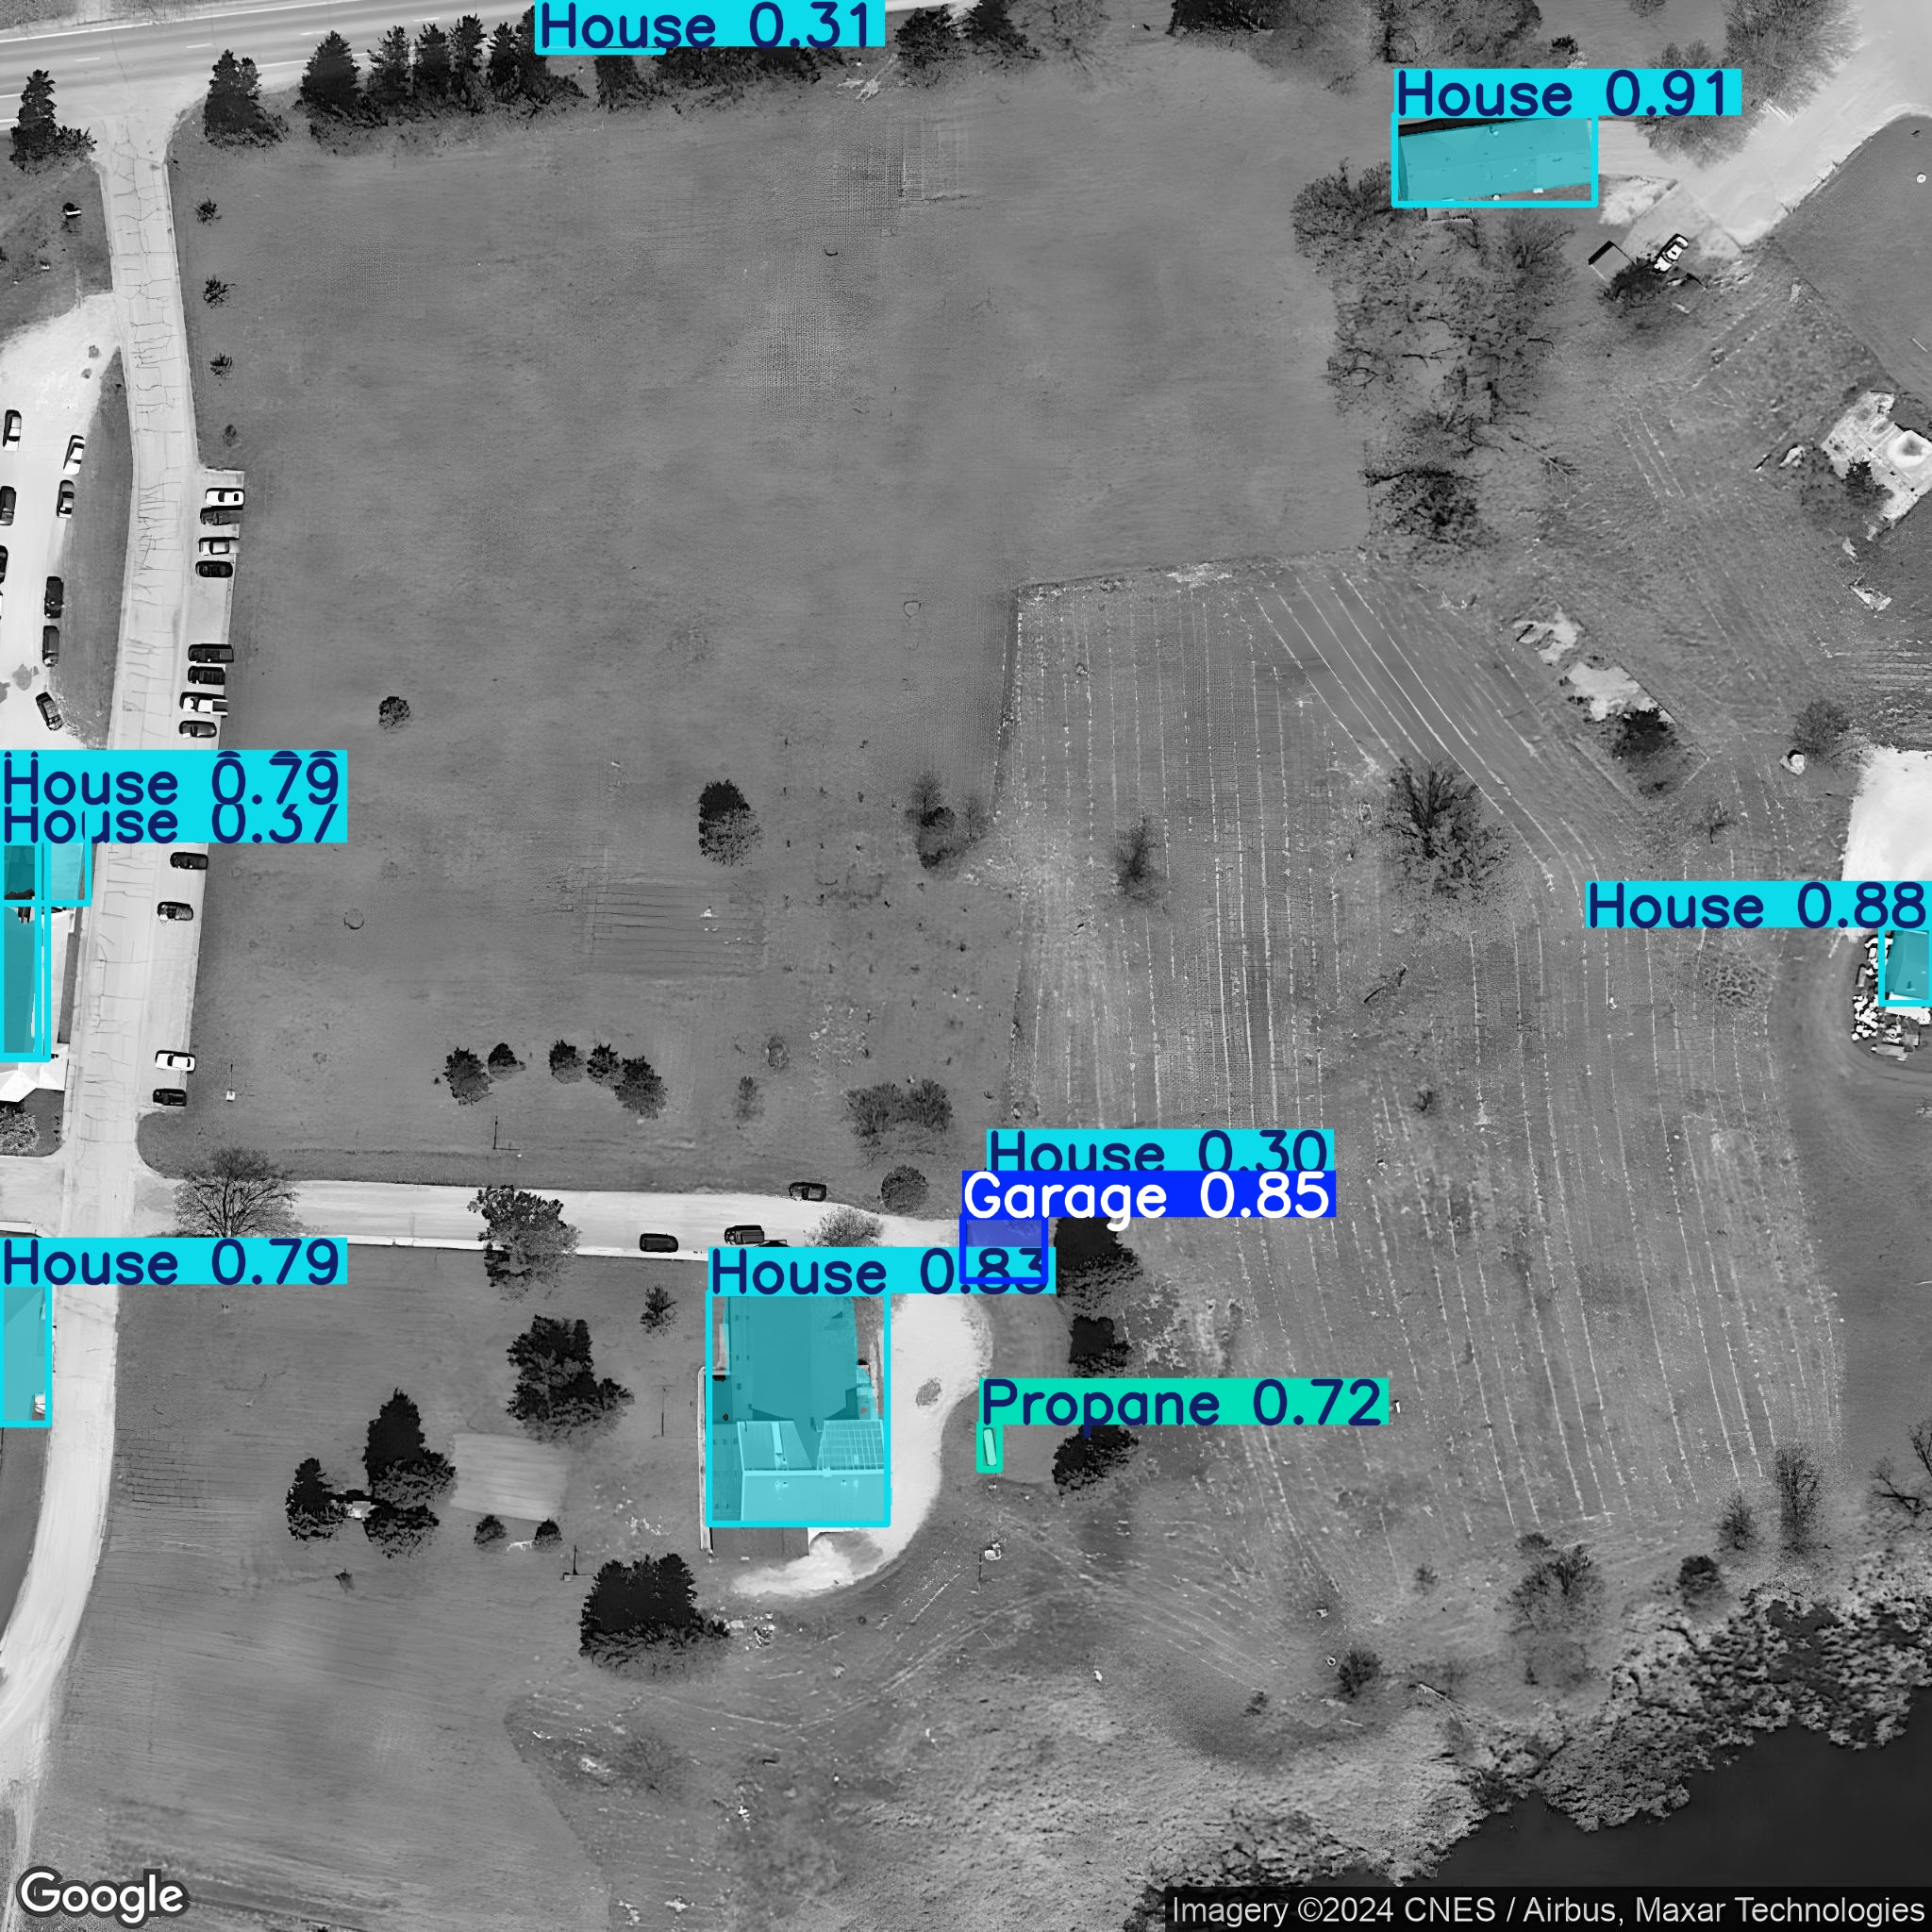 House 0.31
House 0.91
House 0.79
House 0.37
House 0.88
House 0.30
Garage 0.85
House 0.79
House 0.83
Propane 0.72
Google
Imagery ©2024 CNES / Airbus, Maxar Technologies